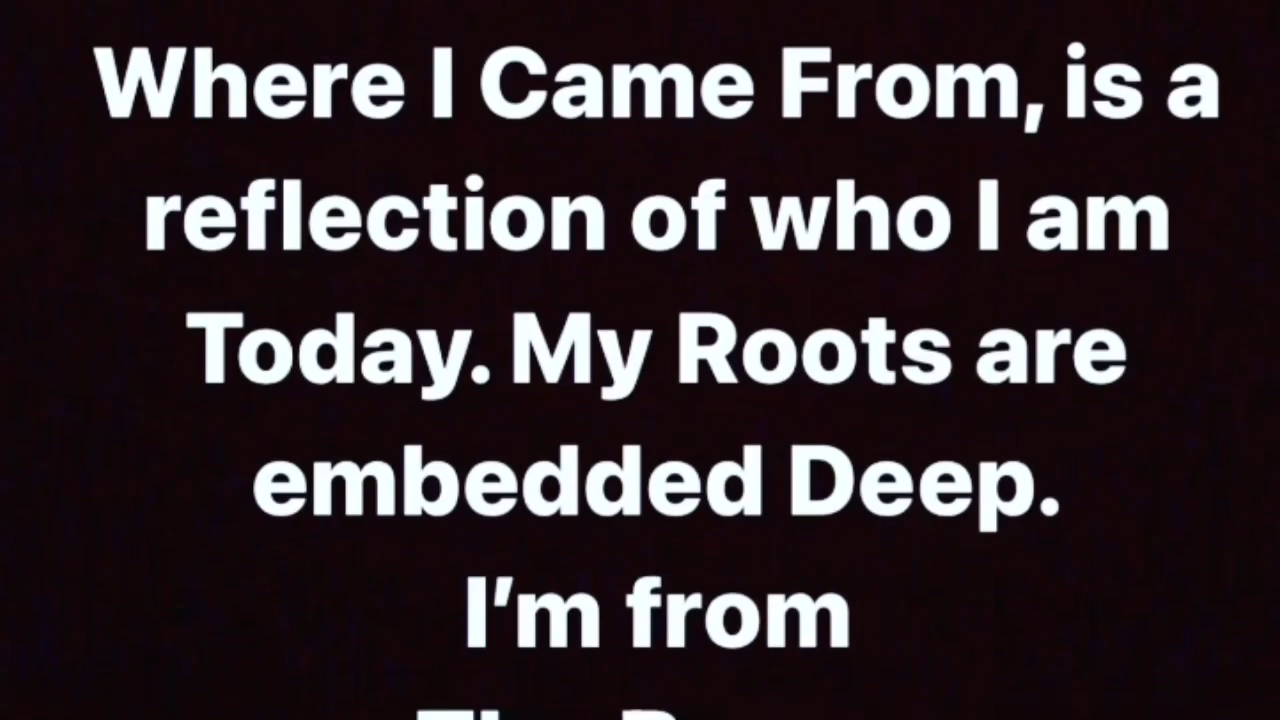 Where I Came From, is a
reflection of who I am
Today. My Roots are
embedded Deep.
I’m from